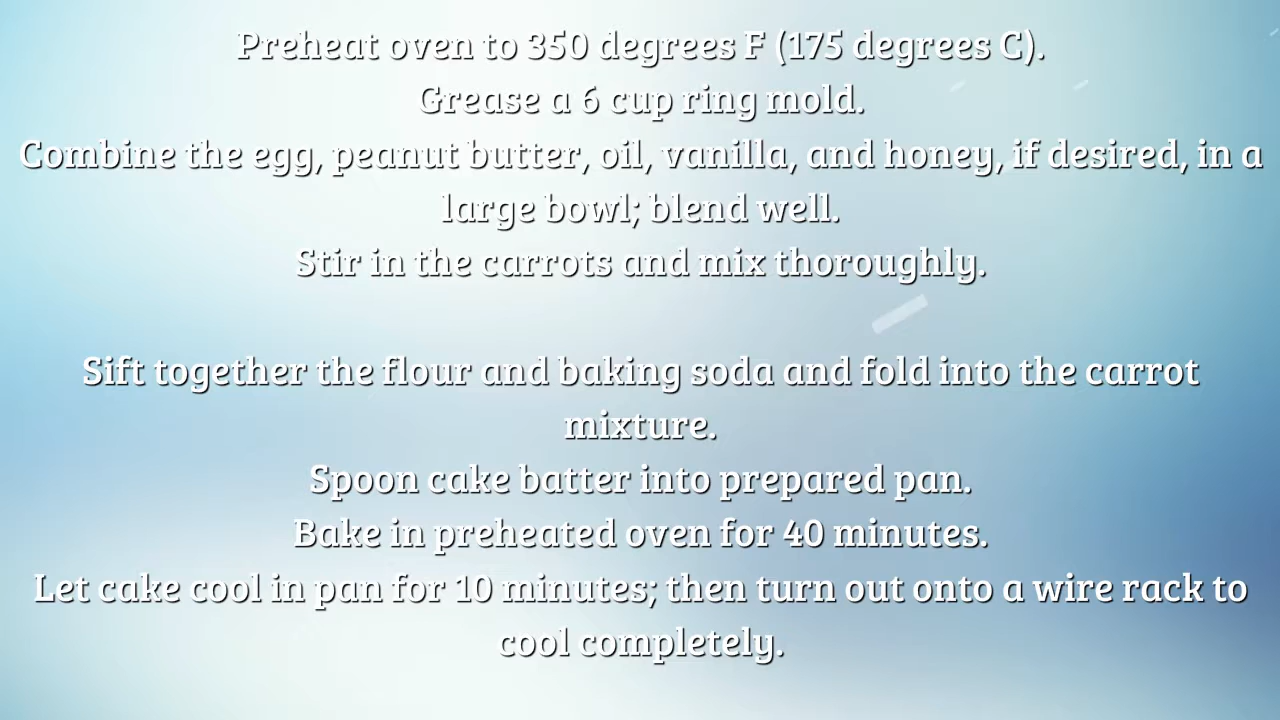 Preheat oven to 350 degrees F (175 degrees C).
Grease a 6 cup ring mold.
Combine the egg, peanut butter, oil, vanilla, and honey, if desired, in a
large bowl; blend well.
Stir in the carrots and mix thoroughly.
Sift together the flour and baking soda and fold into the carrot
mixture.
Spoon cake batter into prepared pan.
Bake in preheated oven for 40 minutes.
Let cake cool in pan for 10 minutes; then turn out onto a wire rack to
cool completely.